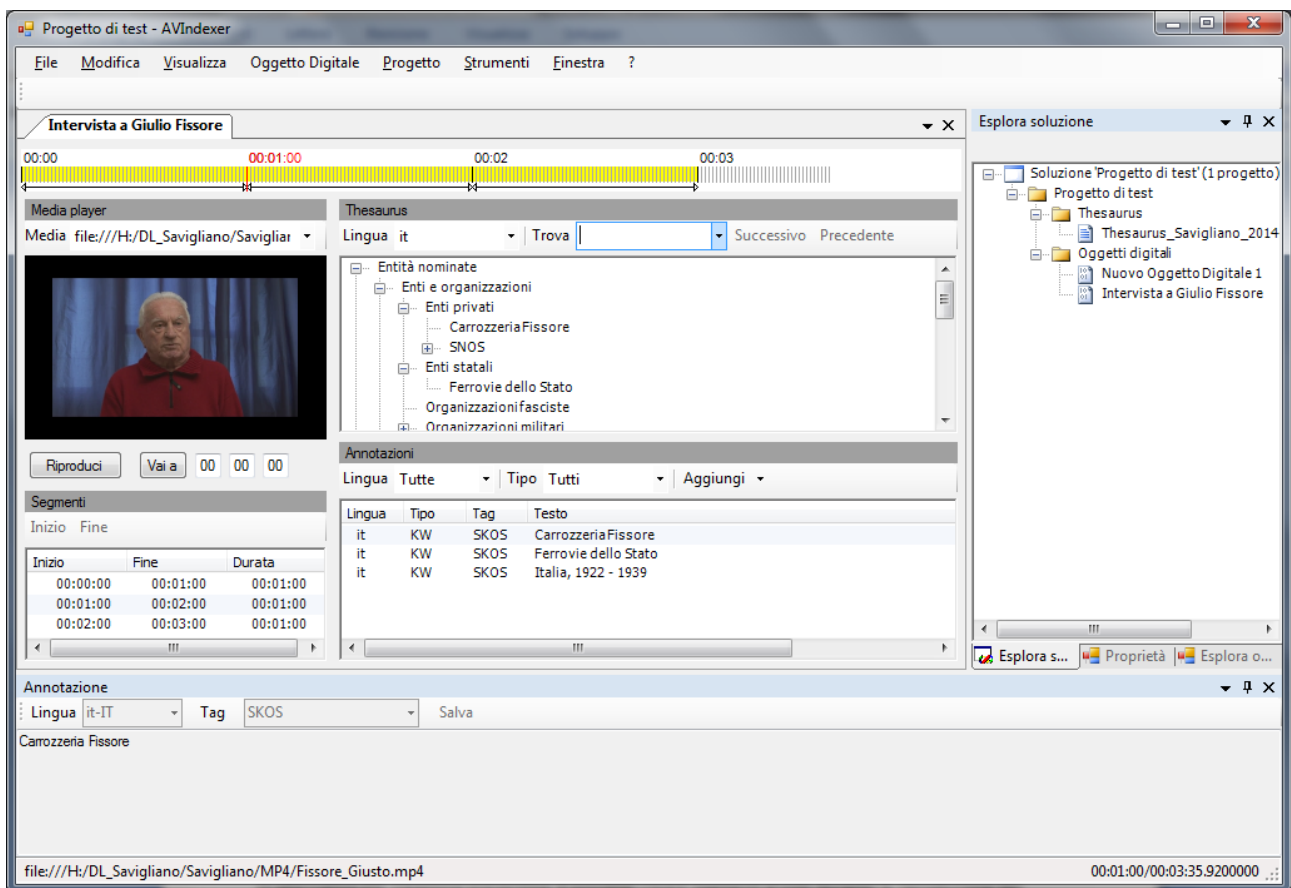 Progetto di test - AVIndexer
File Modifica Visualizza Oggetto Digitale Progetto Strumenti Finestra ?
Intervista a Giulio Fissore
00:00 00:01:00 00:02 00:03
Media player
Media file:///H:/DL_Savigliano/Saviglian
Riproduci Vai a 00 00 00
Segmenti
Inizio Fine
Inizio Fine Durata
00:00:00 00:01:00 00:01:00
00:01:00 00:02:00 00:01:00
00:02:00 00:03:00 00:01:00
Thesaurus
Lingua it Trova Successivo Precedente
Entità nominate
Enti e organizzazioni
Enti privati
Carrozzeria Fissore
SNOS
Enti statali
Ferrovie dello Stato
Organizzazioni fasciste
Organizzazioni militari
Annotazioni
Lingua Tutte Tipo Tutti Aggiungi
Lingua Tipo Tag Testo
it KW SKOS Carrozzeria Fissore
it KW SKOS Ferrovie dello Stato
it KW SKOS Italia, 1922 - 1939
Esplora soluzione
Soluzione 'Progetto di test' (1 progetto)
Progetto di test
Thesaurus
Thesaurus_Savigliano_2014
Oggetti digitali
Nuovo Oggetto Digitale 1
Intervista a Giulio Fissore
Esplora s... Proprietà Esplora o...
Annotazione
Lingua it-IT Tag SKOS Salva
Carrozzeria Fissore
file:///H:/DL_Savigliano/Savigliano/MP4/Fissore_Giusto.mp4 00:01:00/00:03:35.9200000